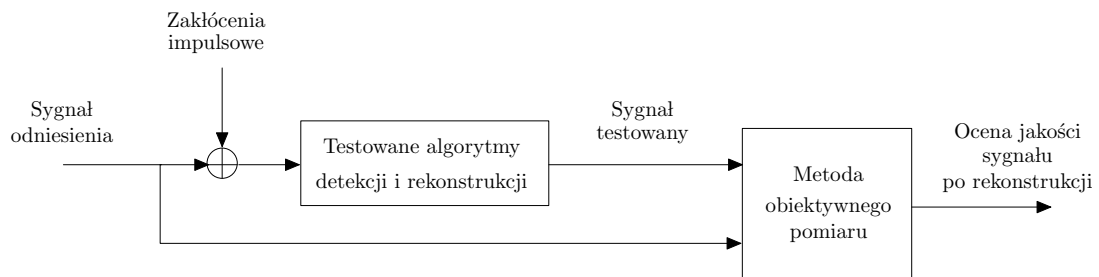 Zakłócenia
impulsowe
Sygnał
odniesienia
Testowane algorytmy
detekcji i rekonstrukcji
Sygnał
testowany
Metoda
obiektywnego
pomiaru
Ocena jakości
sygnału
po rekonstrukcji